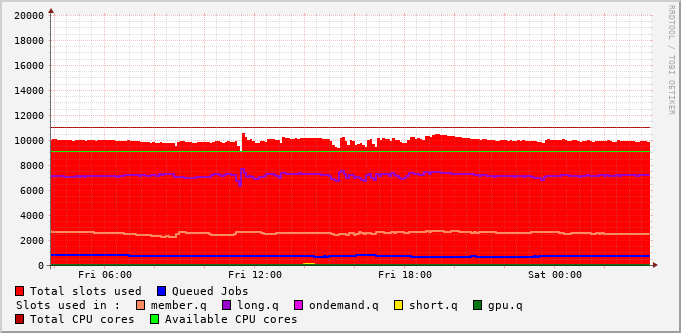 20000
18000
16000
14000
12000
10000
8000
6000
4000
2000
0
Fri 06:00 Fri 12:00 Fri 18:00 Sat 00:00
RRDTOOL / TOBI OETIKER
Total slots used Queued Jobs
Slots used in : member.q long.q ondemand.q short.q gpu.q
Total CPU cores Available CPU cores